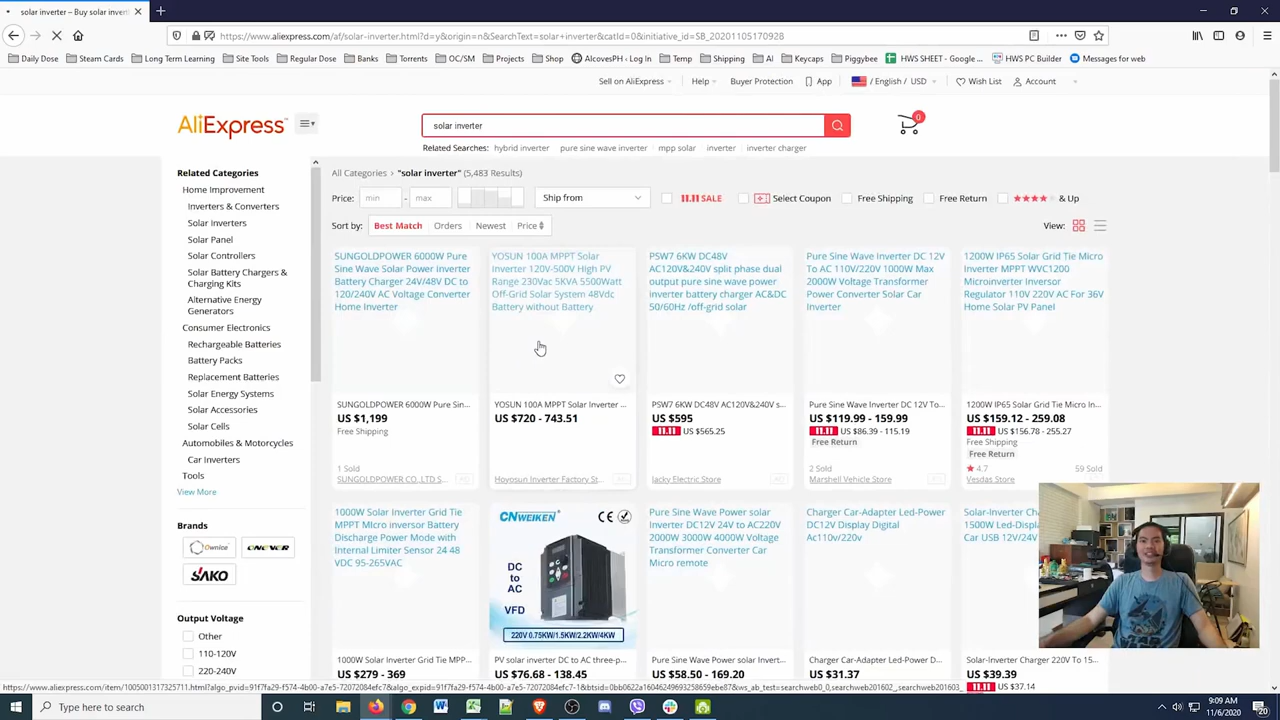 solar inverter – Buy solar inverter
https://www.aliexpress.com/af/solar-inverter.html?d=y&origin=n&SearchText=solar+inverter&catId=0&initiative_id=SB_20201105170928
Daily Dose
Steam Cards
Long Term Learning
Site Tools
Regular Dose
Banks
Torrents
OC/SM
Projects
Shop
AlcovesPH ‹ Log In
Temp
Shipping
AI
Keycaps
Piggybee
HWS SHEET - Google ...
HWS PC Builder
Messages for web
Sell on AliExpress
Help
Buyer Protection
App
/ English / USD
Wish List
Account
AliExpress
solar inverter
0
Related Searches: hybrid inverter pure sine wave inverter mpp solar inverter inverter charger
Related Categories
Home Improvement
Inverters & Converters
Solar Inverters
Solar Panel
Solar Controllers
Solar Battery Chargers &
Charging Kits
Alternative Energy
Generators
Consumer Electronics
Rechargeable Batteries
Battery Packs
Replacement Batteries
Solar Energy Systems
Solar Accessories
Solar Cells
Automobiles & Motorcycles
Car Inverters
Tools
View More
Brands
Ownice
ONEVER
SAKO
Output Voltage
Other
110-120V
220-240V
All Categories › "solar inverter" (5,483 Results)
Price: min - max
Ship from
11.11 SALE
Select Coupon
Free Shipping
Free Return
& Up
Sort by: Best Match Orders Newest Price
View:
SUNGOLDPOWER 6000W Pure
Sine Wave Solar Power Inverter
Battery Charger 24V/48V DC to
120/240V AC Voltage Converter
Home Inverter
SUNGOLDPOWER 6000W Pure Sin...
US $1,199
Free Shipping
1 Sold
SUNGOLDPOWER CO.,LTD S...
AD
YOSUN 100A MPPT Solar
Inverter 120V-500V High PV
Range 230Vac 5KVA 5500Watt
Off-Grid Solar System 48Vdc
Battery without Battery
YOSUN 100A MPPT Solar Inverter ...
US $720 - 743.51
Hoyosun Inverter Factory St...
AD
PSW7 6KW DC48V
AC120V&240V split phase dual
output pure sine wave power
inverter battery charger AC&DC
50/60Hz /off-grid solar
PSW7 6KW DC48V AC120V&240V s...
US $595
11.11 US $565.25
Jacky Electric Store
AD
Pure Sine Wave Inverter DC 12V
To AC 110V/220V 1000W Max
2000W Voltage Transformer
Power Converter Solar Car
Inverter
Pure Sine Wave Inverter DC 12V To...
US $119.99 - 159.99
11.11 US $86.39 - 115.19
Free Return
2 Sold
Marshell Vehicle Store
AD
1200W IP65 Solar Grid Tie Micro
Inverter MPPT WVC1200
Microinverter Inversor
Regulator 110V 220V AC For 36V
Home Solar PV Panel
1200W IP65 Solar Grid Tie Micro In...
US $159.12 - 259.08
11.11 US $156.78 - 255.27
Free Shipping
Free Return
4.7
59 Sold
Vesdas Store
AD
1000W Solar Inverter Grid Tie
MPPT Micro inversor Battery
Discharge Power Mode with
Internal Limiter Sensor 24 48
VDC 95-265VAC
1000W Solar Inverter Grid Tie MPP...
US $279 - 369
CNWEIKEN
CE
DC
to
AC
VFD
220V 0.75KW/1.5KW/2.2KW/4KW
PV solar inverter DC to AC three-p...
US $76.68 - 138.45
Pure Sine Wave Power solar
Inverter DC12V 24V to AC220V
2000W 3000W 4000W Voltage
Transformer Converter Car
Micro remote
Pure Sine Wave Power solar Invert...
US $58.50 - 169.20
Charger Car-Adapter Led-Power
DC12V Display Digital
Ac110v/220v
Charger Car-Adapter Led-Power D...
US $31.37
Solar-Inverter Char
1500W Led-Displa
Car USB 12V/24V
Solar-Inverter Charger 220V To 15...
US $39.39
11.11 US $37.14
https://www.aliexpress.com/item/1005001317325711.html?algo_pvid=91f7fa29-f574-4b00-a7e5-72072084efc7&algo_expid=91f7fa29-f574-4b00-a7e5-72072084efc7-1&btsid=0bb0622a16046249693258659ebe87&ws_ab_test=searchweb0_0,searchweb201602_,searchweb201603_
Type here to search
9:09 AM
11/6/2020
20